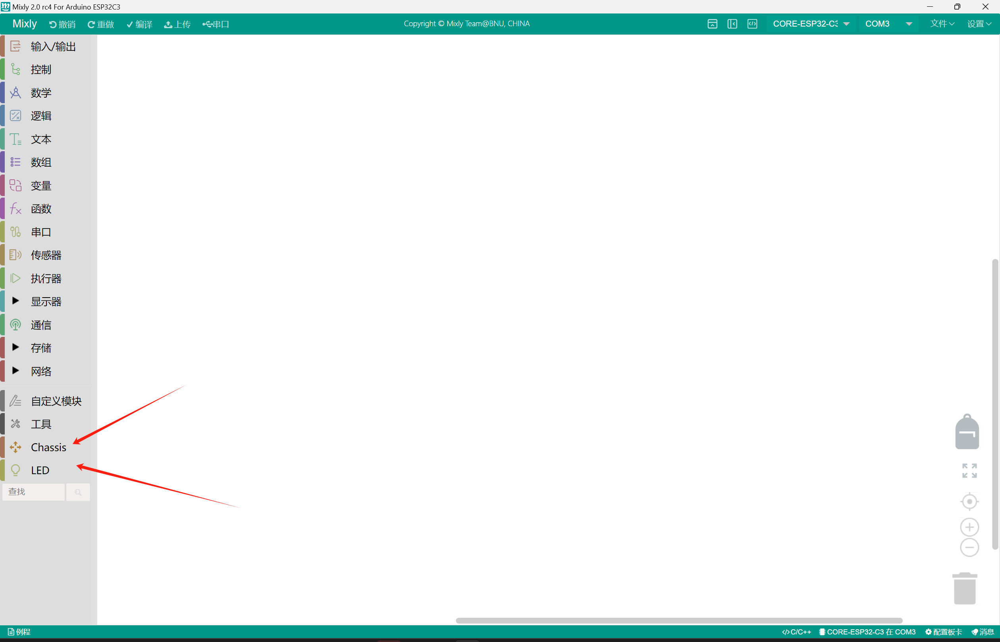 Mixly 2.0 rc4 For Arduino ESP32C3
Mixly 撤销 重做 编译 上传 串口 Copyright © Mixly Team@BNU, CHINA CORE-ESP32-C3 COM3 文件 设置
输入/输出
控制
数学
逻辑
文本
数组
变量
函数
串口
传感器
执行器
显示器
通信
存储
网络
自定义模块
工具
Chassis
LED
查找
例程 </>C/C++ CORE-ESP32-C3 在 COM3 配置板卡 消息